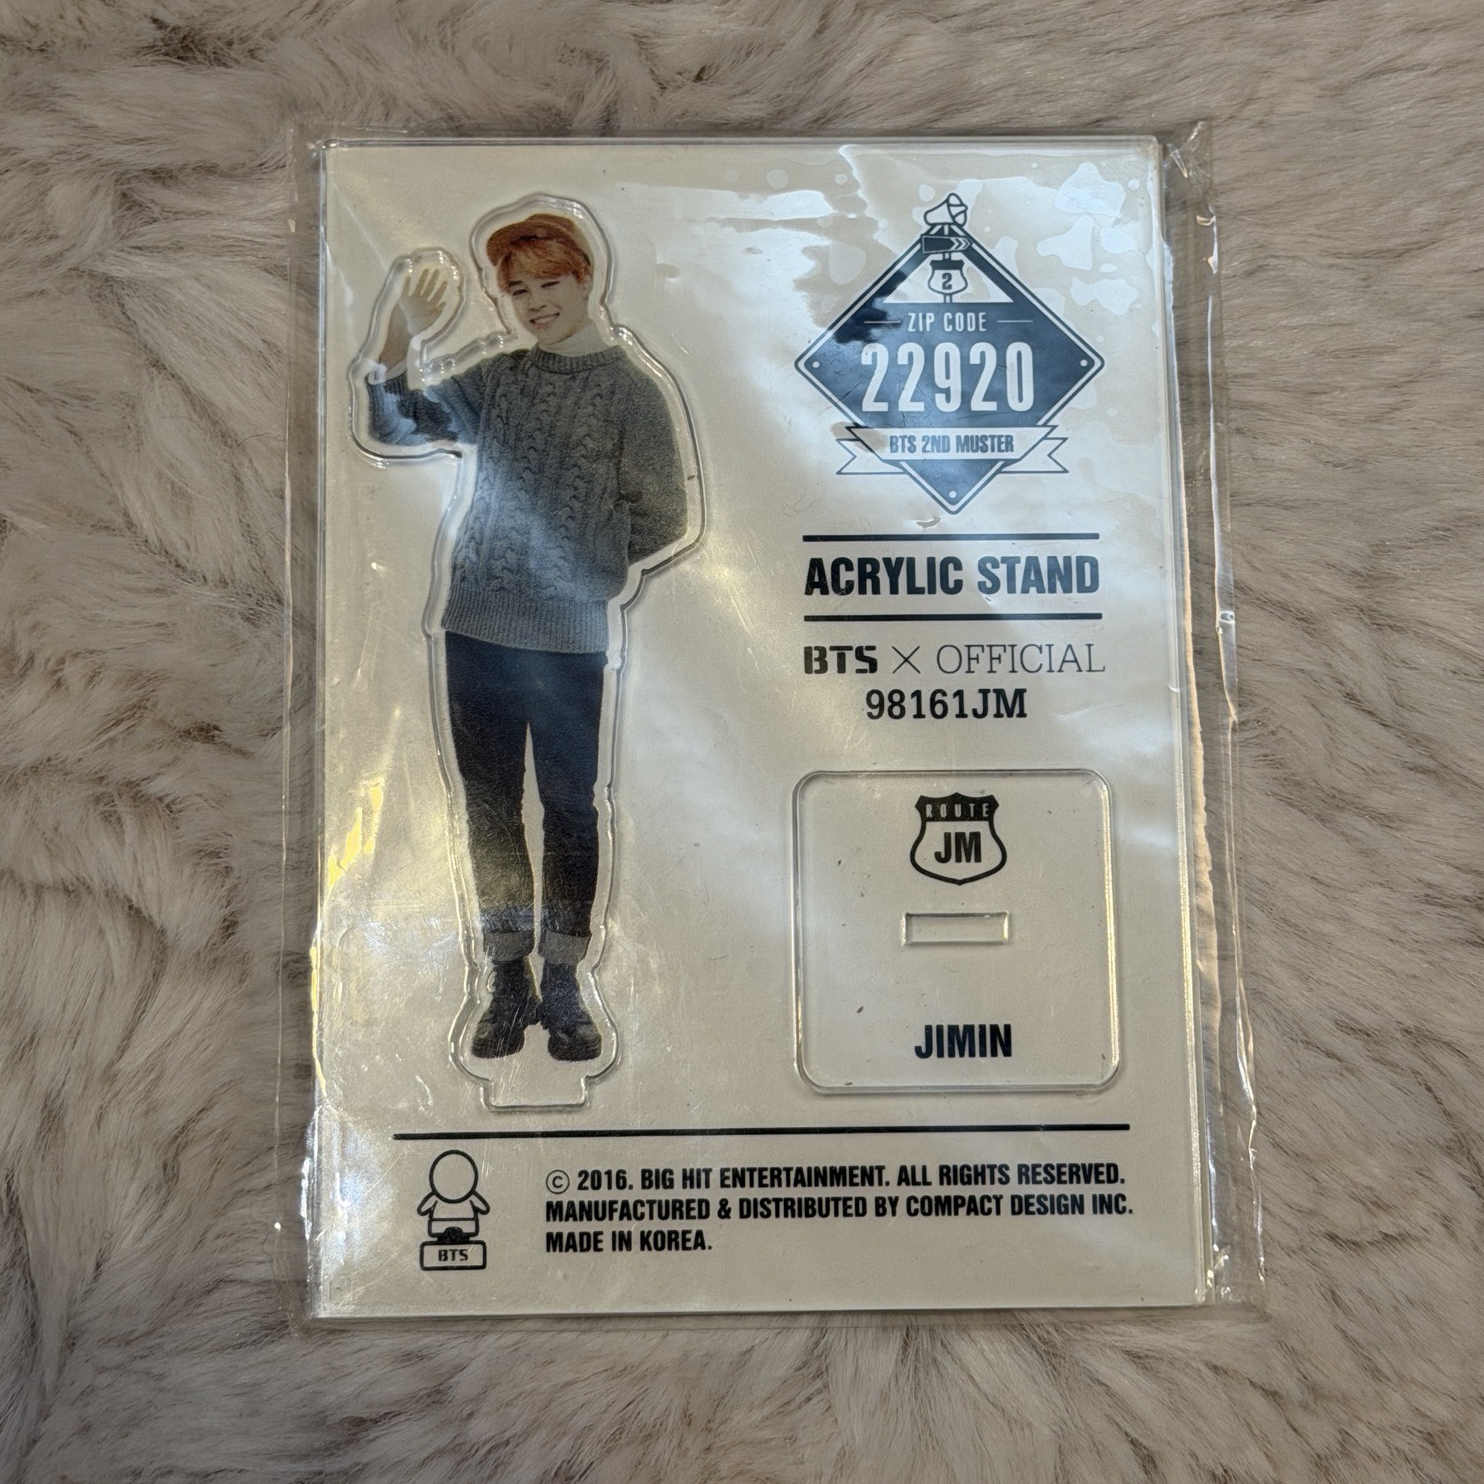 2
ZIP CODE
22920
BTS 2ND MUSTER
ACRYLIC STAND
BTS × OFFICIAL
98161JM
ROUTE
JM
JIMIN
© 2016. BIG HIT ENTERTAINMENT. ALL RIGHTS RESERVED.
MANUFACTURED & DISTRIBUTED BY COMPACT DESIGN INC.
MADE IN KOREA.
BTS